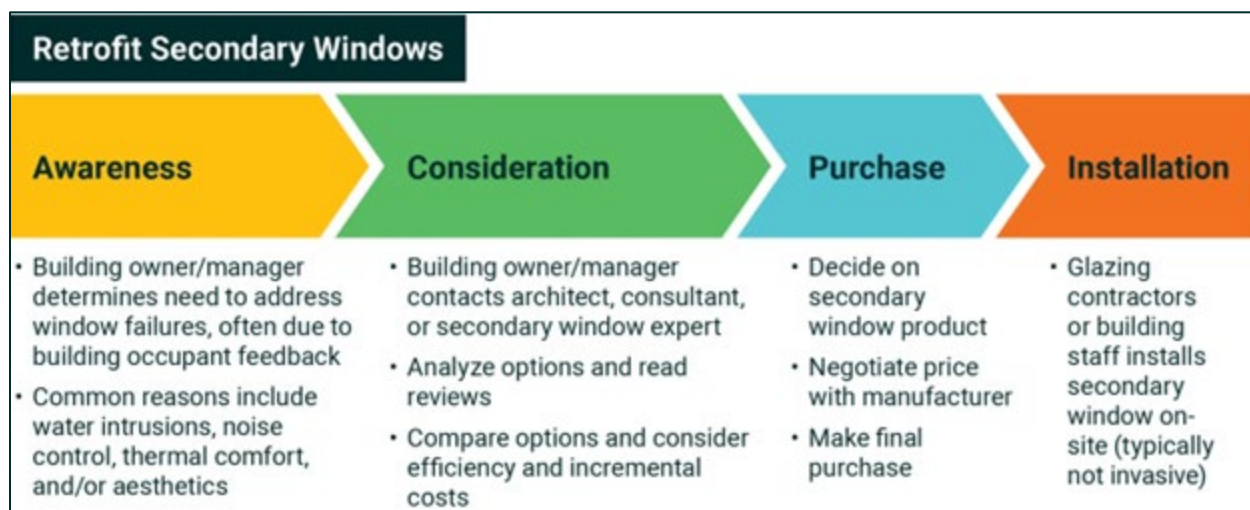 Retrofit Secondary Windows
Awareness
• Building owner/manager
determines need to address
window failures, often due to
building occupant feedback
• Common reasons include
water intrusions, noise
control, thermal comfort,
and/or aesthetics
Consideration
• Building owner/manager
contacts architect, consultant,
or secondary window expert
• Analyze options and read
reviews
• Compare options and consider
efficiency and incremental
costs
Purchase
• Decide on
secondary
window product
• Negotiate price
with manufacturer
• Make final
purchase
Installation
• Glazing
contractors
or building
staff installs
secondary
window on-
site (typically
not invasive)